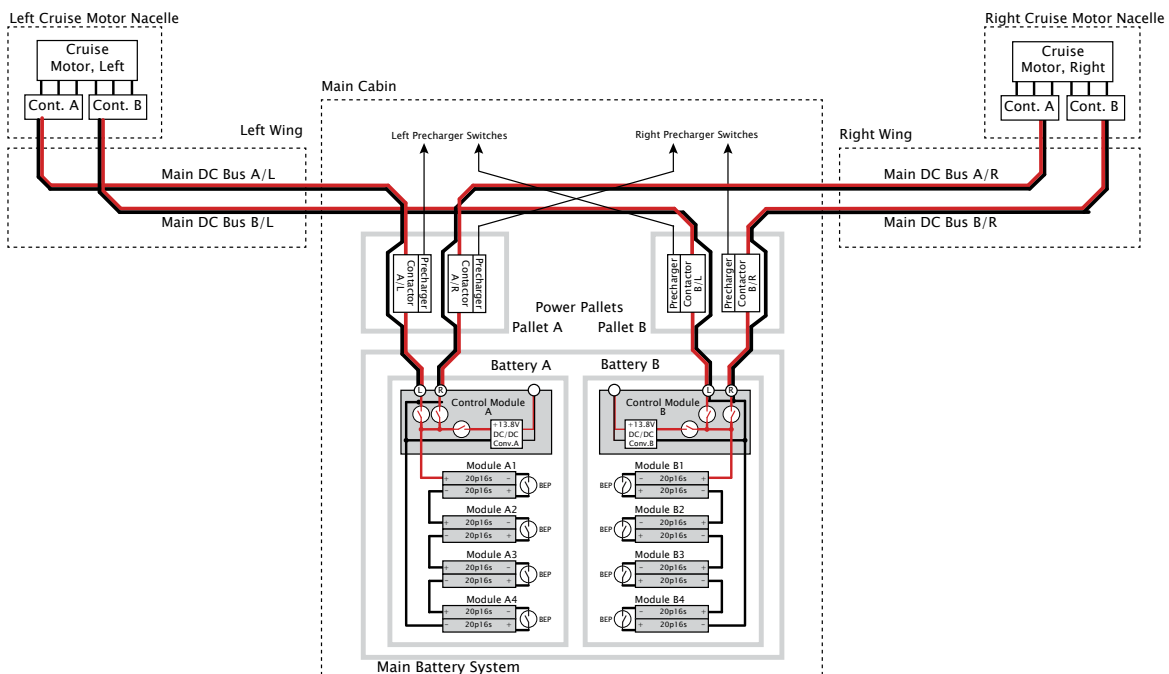 Left Cruise Motor Nacelle
Right Cruise Motor Nacelle
Cruise
Motor, Left
Cont. A
Cont. B
Cruise
Motor, Right
Cont. A
Cont. B
Main Cabin
Left Wing
Right Wing
Left Precharger Switches
Right Precharger Switches
Main DC Bus A/L
Main DC Bus B/L
Main DC Bus A/R
Main DC Bus B/R
Contactor
A/L
Precharger
Contactor
A/R
Precharger
Precharger
Contactor
B/L
Precharger
Contactor
B/R
Power Pallets
Pallet A
Pallet B
Battery A
Battery B
L
R
Control Module
A
+13.8V
DC/DC
Conv.A
L
R
Control Module
B
+13.8V
DC/DC
Conv.B
Module A1
+ 20p16s −
− 20p16s +
BEP
Module A2
+ 20p16s −
− 20p16s +
BEP
Module A3
+ 20p16s −
− 20p16s +
BEP
Module A4
+ 20p16s −
− 20p16s +
BEP
Module B1
− 20p16s +
+ 20p16s −
BEP
Module B2
− 20p16s +
+ 20p16s −
BEP
Module B3
− 20p16s +
+ 20p16s −
BEP
Module B4
− 20p16s +
+ 20p16s −
BEP
Main Battery System